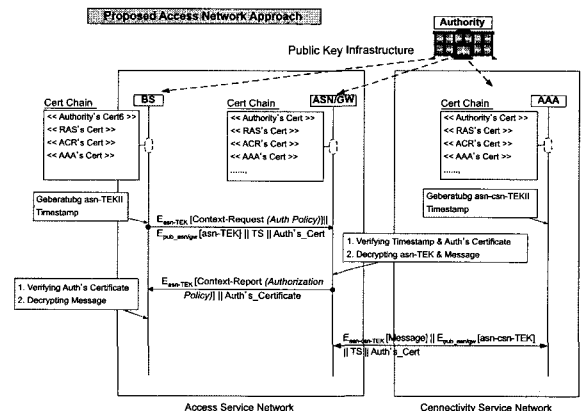 Proposed Access Network Approach
Authority
Public Key Infrastructure
BS
ASN/GW
AAA
Cert Chain
<< Authority's Cert6 >>
<< RAS's Cert >>
<< ACR's Cert >>
<< AAA's Cert >>
Cert Chain
<< Authority's Cert >>
<< RAS's Cert >>
<< ACR's Cert >>
<< AAA's Cert >>
......,
Cert Chain
<< Authority's Cert >>
<< RAS's Cert >>
<< ACR's Cert >>
<< AAA's Cert >>
......,
Geberatubg asn-TEKII
Timestamp
Geberatubg asn-csn-TEKII
Timestamp
E asn-TEK [Context-Request (Auth Policy)]||
E pub_asn/gw [asn-TEK] || TS || Auth's_Cert
1. Verifying Timestamp & Auth's Certificate
2. Decrypting asn-TEK & Message
E asn-TEK [Context-Report (Authorization
Policy)] || Auth's_Certificate
1. Verifying Auth's Certificate
2. Decrypting Message
E asn-csn-TEK [Message] || E pub_asn/gw [asn-csn-TEK]
|| TS || Auth's_Cert
Access Service Network
Connectivity Service Network